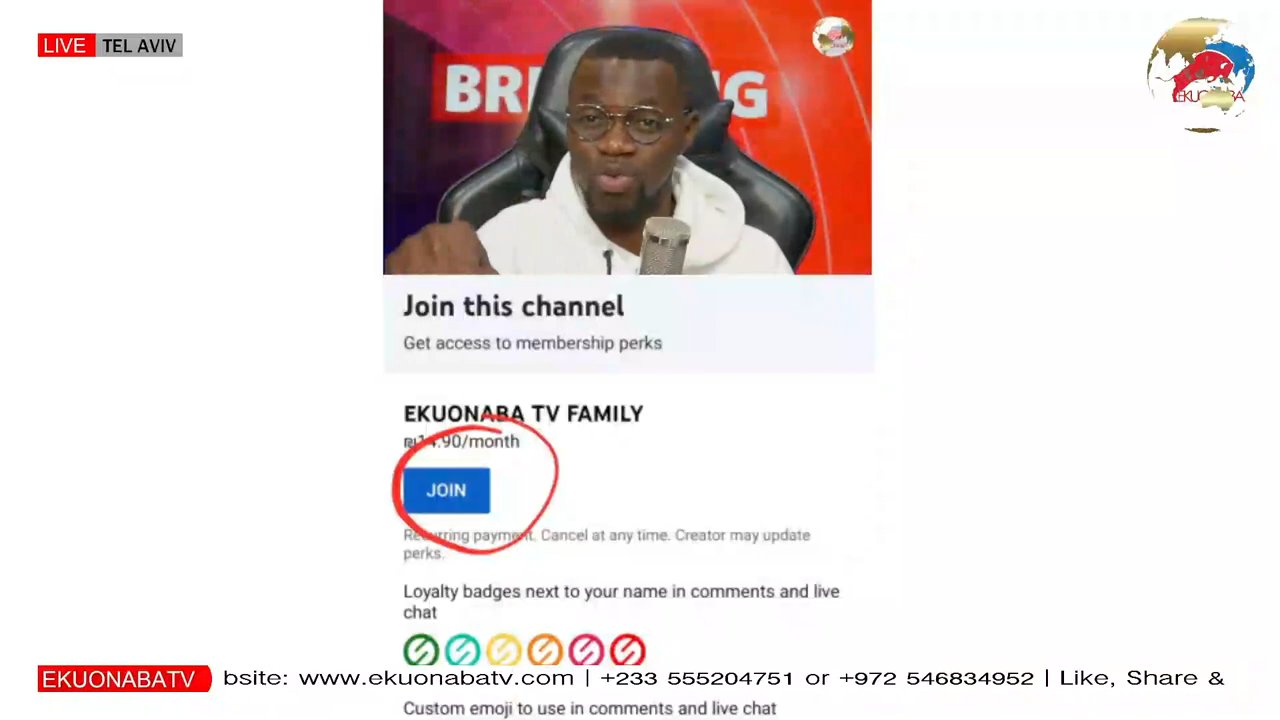 LIVE TEL AVIV
EKUONABA
Join this channel
Get access to membership perks
EKUONABA TV FAMILY
₪14.90/month
JOIN
Recurring payment. Cancel at any time. Creator may update
perks.
Loyalty badges next to your name in comments and live
chat
EKUONABATV bsite: www.ekuonabatv.com | +233 555204751 or +972 546834952 | Like, Share &
Custom emoji to use in comments and live chat